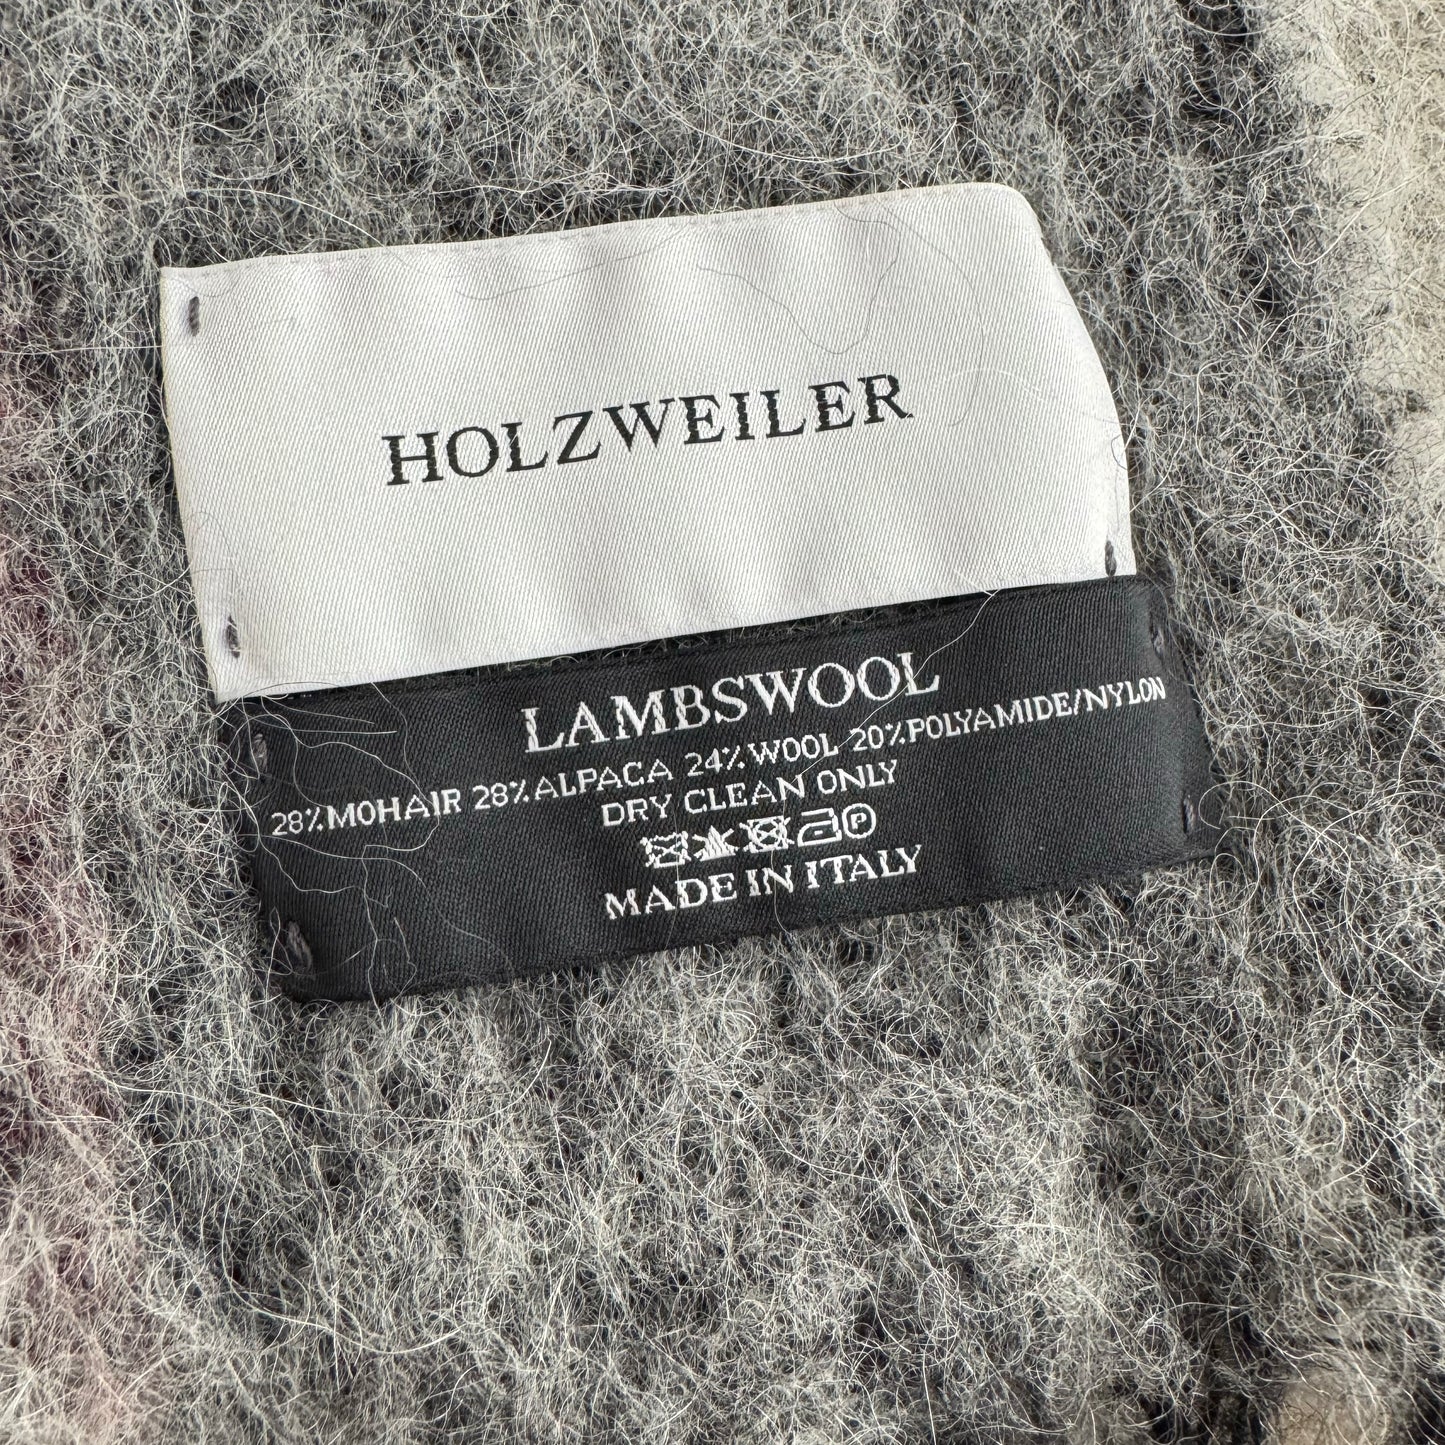 HOLZWEILER
LAMBSWOOL
28%MOHAIR 28%ALPACA 24%WOOL 20%POLYAMIDE/NYLON
DRY CLEAN ONLY
P
MADE IN ITALY